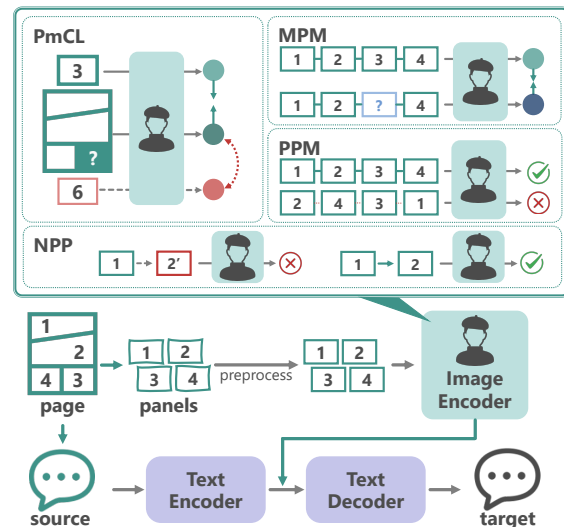 PmCL
3
?
6
MPM
1 2 3 4
1 2 ? 4
PPM
1 2 3 4
2 4 3 1
NPP
1 2′
1 2
1
2
4 3
page
1 2
3 4
panels
preprocess
1 2
3 4
Image
Encoder
source
Text
Encoder
Text
Decoder
target